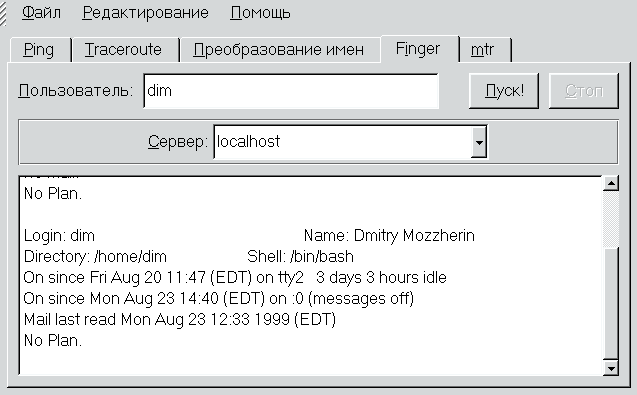 Файл Редактирование Помощь
Ping Traceroute Преобразование имен Finger mtr
Пользователь: dim Пуск! Стоп
Сервер: localhost
No Plan.
Login: dim Name: Dmitry Mozzherin
Directory: /home/dim Shell: /bin/bash
On since Fri Aug 20 11:47 (EDT) on tty2 3 days 3 hours idle
On since Mon Aug 23 14:40 (EDT) on :0 (messages off)
Mail last read Mon Aug 23 12:33 1999 (EDT)
No Plan.